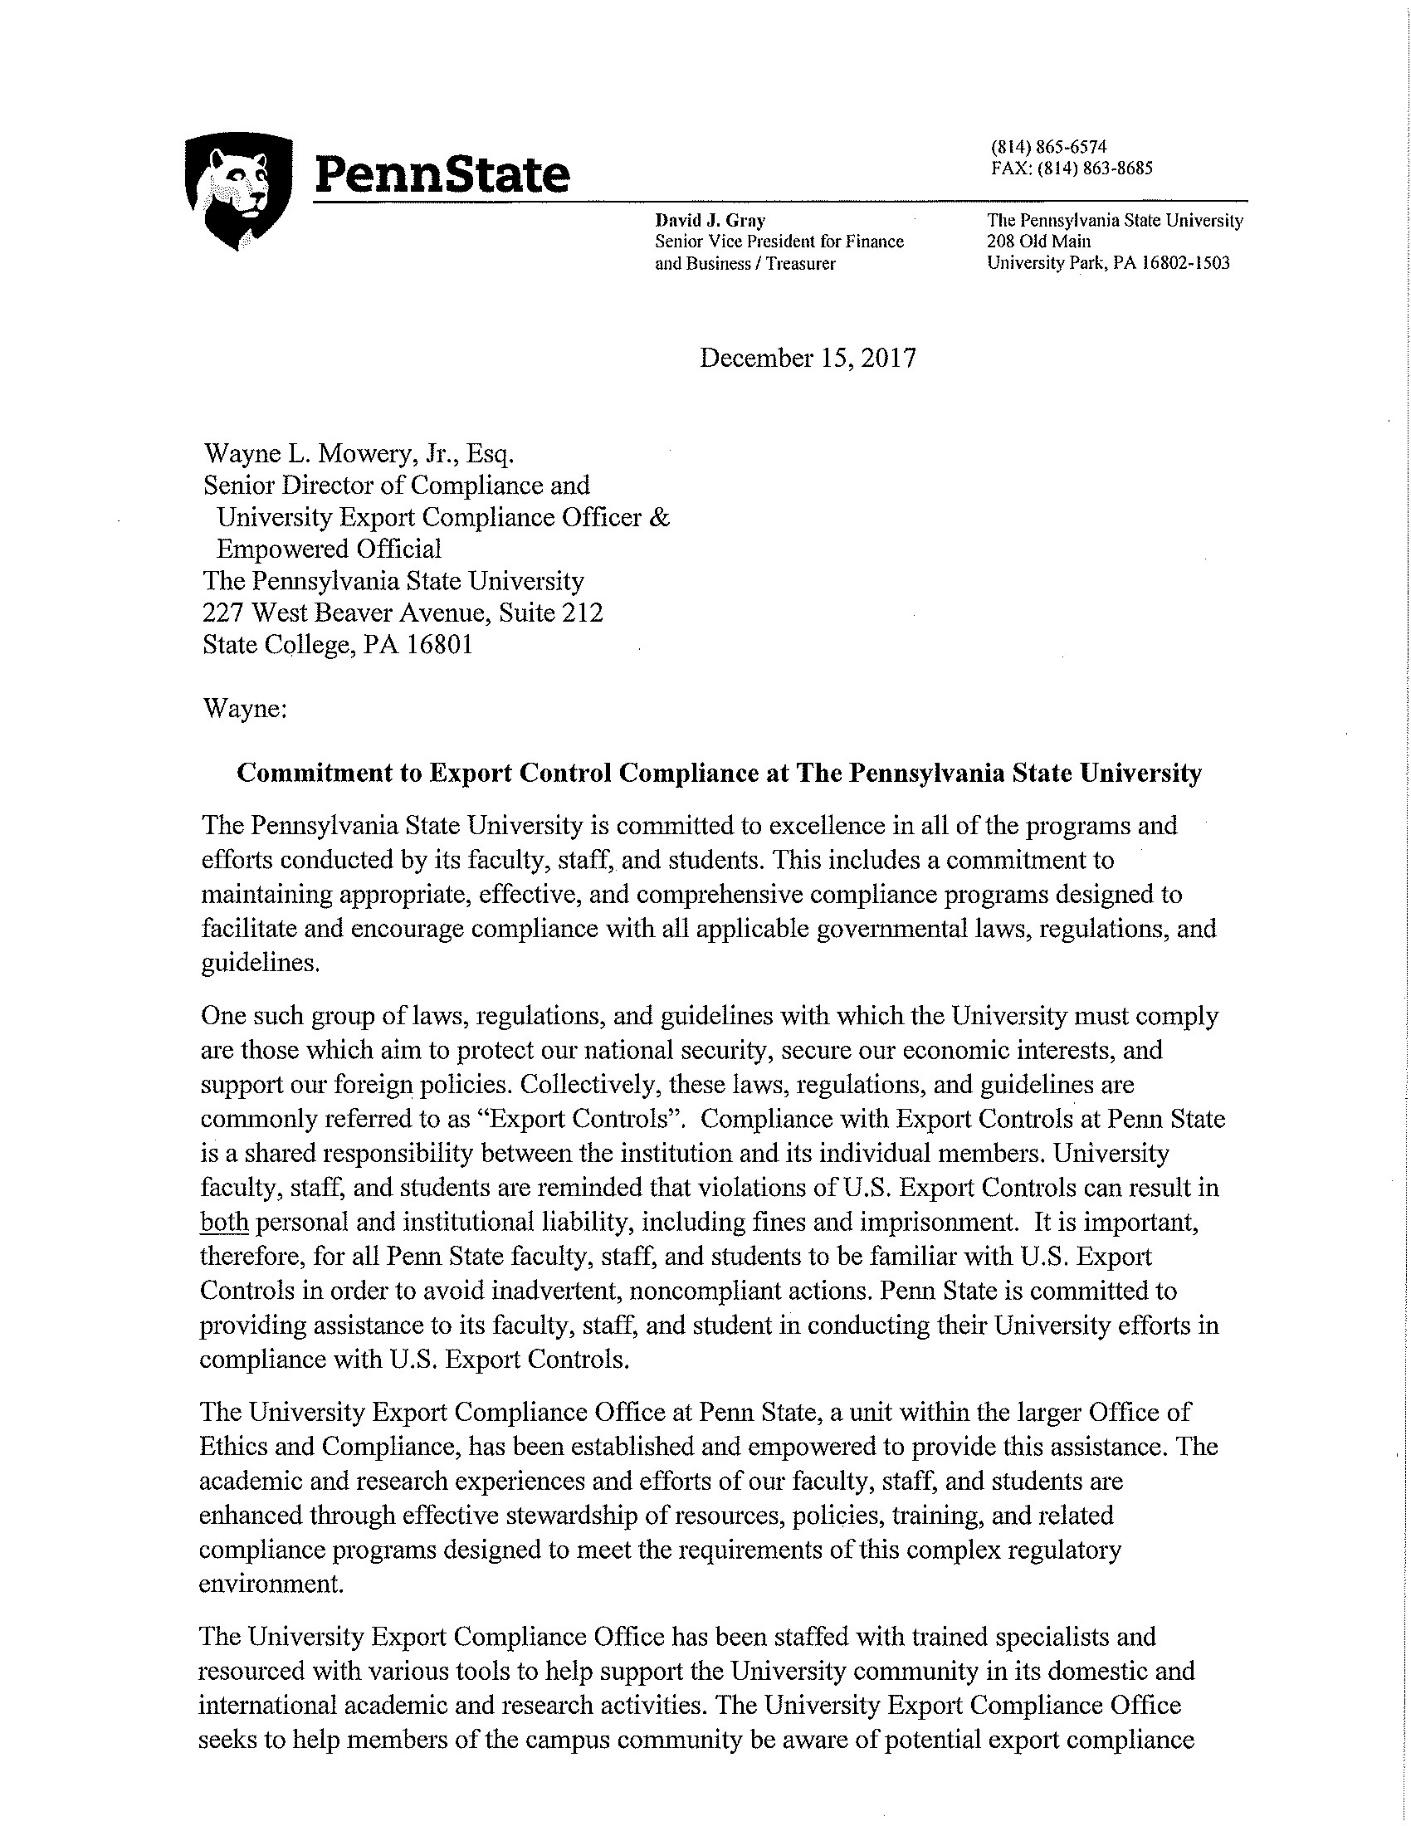 PennState
(814) 865-6574
FAX: (814) 863-8685
David J. Gray
Senior Vice President for Finance
and Business / Treasurer
The Pennsylvania State University
208 Old Main
University Park, PA 16802-1503
December 15, 2017
Wayne L. Mowery, Jr., Esq.
Senior Director of Compliance and
University Export Compliance Officer &
Empowered Official
The Pennsylvania State University
227 West Beaver Avenue, Suite 212
State College, PA 16801
Wayne:
Commitment to Export Control Compliance at The Pennsylvania State University
The Pennsylvania State University is committed to excellence in all of the programs and
efforts conducted by its faculty, staff, and students. This includes a commitment to
maintaining appropriate, effective, and comprehensive compliance programs designed to
facilitate and encourage compliance with all applicable governmental laws, regulations, and
guidelines.
One such group of laws, regulations, and guidelines with which the University must comply
are those which aim to protect our national security, secure our economic interests, and
support our foreign policies. Collectively, these laws, regulations, and guidelines are
commonly referred to as “Export Controls”. Compliance with Export Controls at Penn State
is a shared responsibility between the institution and its individual members. University
faculty, staff, and students are reminded that violations of U.S. Export Controls can result in
both personal and institutional liability, including fines and imprisonment. It is important,
therefore, for all Penn State faculty, staff, and students to be familiar with U.S. Export
Controls in order to avoid inadvertent, noncompliant actions. Penn State is committed to
providing assistance to its faculty, staff, and student in conducting their University efforts in
compliance with U.S. Export Controls.
The University Export Compliance Office at Penn State, a unit within the larger Office of
Ethics and Compliance, has been established and empowered to provide this assistance. The
academic and research experiences and efforts of our faculty, staff, and students are
enhanced through effective stewardship of resources, policies, training, and related
compliance programs designed to meet the requirements of this complex regulatory
environment.
The University Export Compliance Office has been staffed with trained specialists and
resourced with various tools to help support the University community in its domestic and
international academic and research activities. The University Export Compliance Office
seeks to help members of the campus community be aware of potential export compliance